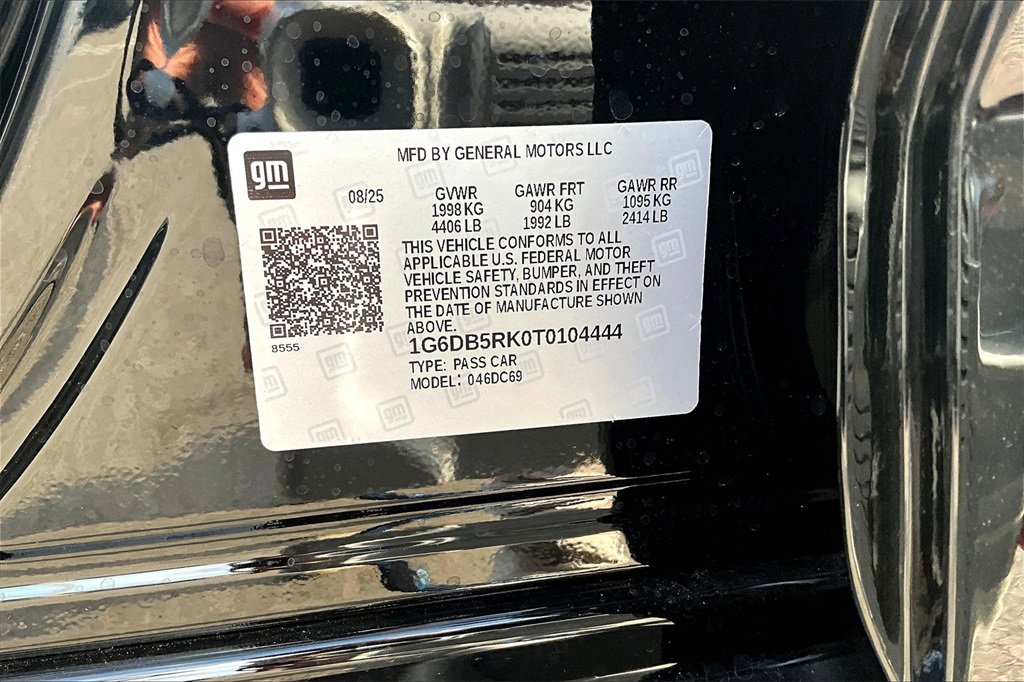 MFD BY GENERAL MOTORS LLC
gm
08/25
GVWR
1998 KG
4406 LB
GAWR FRT
904 KG
1992 LB
GAWR RR
1095 KG
2414 LB
THIS VEHICLE CONFORMS TO ALL
APPLICABLE U.S. FEDERAL MOTOR
VEHICLE SAFETY, BUMPER, AND THEFT
PREVENTION STANDARDS IN EFFECT ON
THE DATE OF MANUFACTURE SHOWN
ABOVE.
8555
1G6DB5RK0T0104444
TYPE: PASS CAR
MODEL: 046DC69